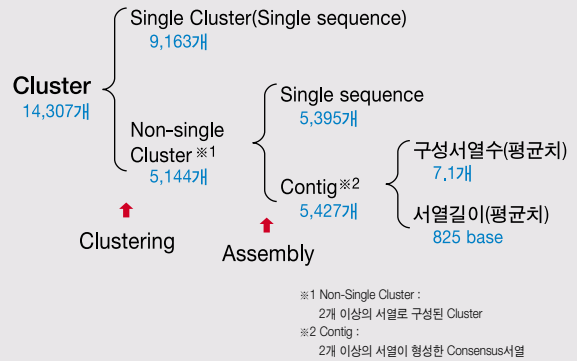 Single Cluster(Single sequence)
9,163개
Cluster
14,307개
Non-single
Cluster※1
5,144개
Single sequence
5,395개
Contig※2
5,427개
구성서열수(평균치)
7.1개
서열길이(평균치)
825 base
Clustering
Assembly
※1 Non-Single Cluster :
2개 이상의 서열로 구성된 Cluster
※2 Contig :
2개 이상의 서열이 형성한 Consensus서열